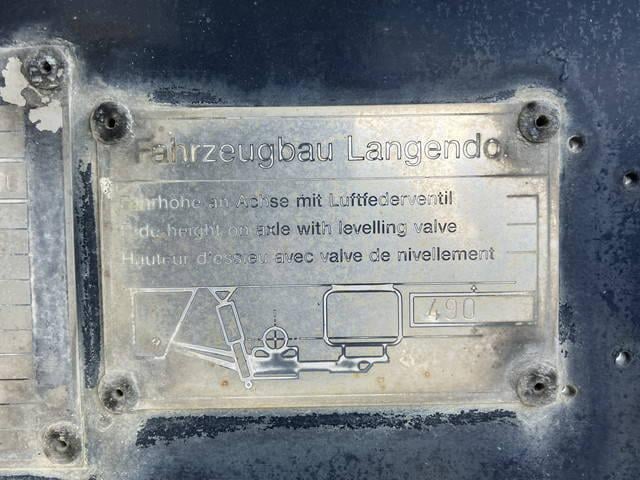 Fahrzeugbau Langendo
Fahrhöhe an Achse mit Luftfederventil
Ride height on axle with levelling valve
Hauteur d'essieu avec valve de nivellement
490